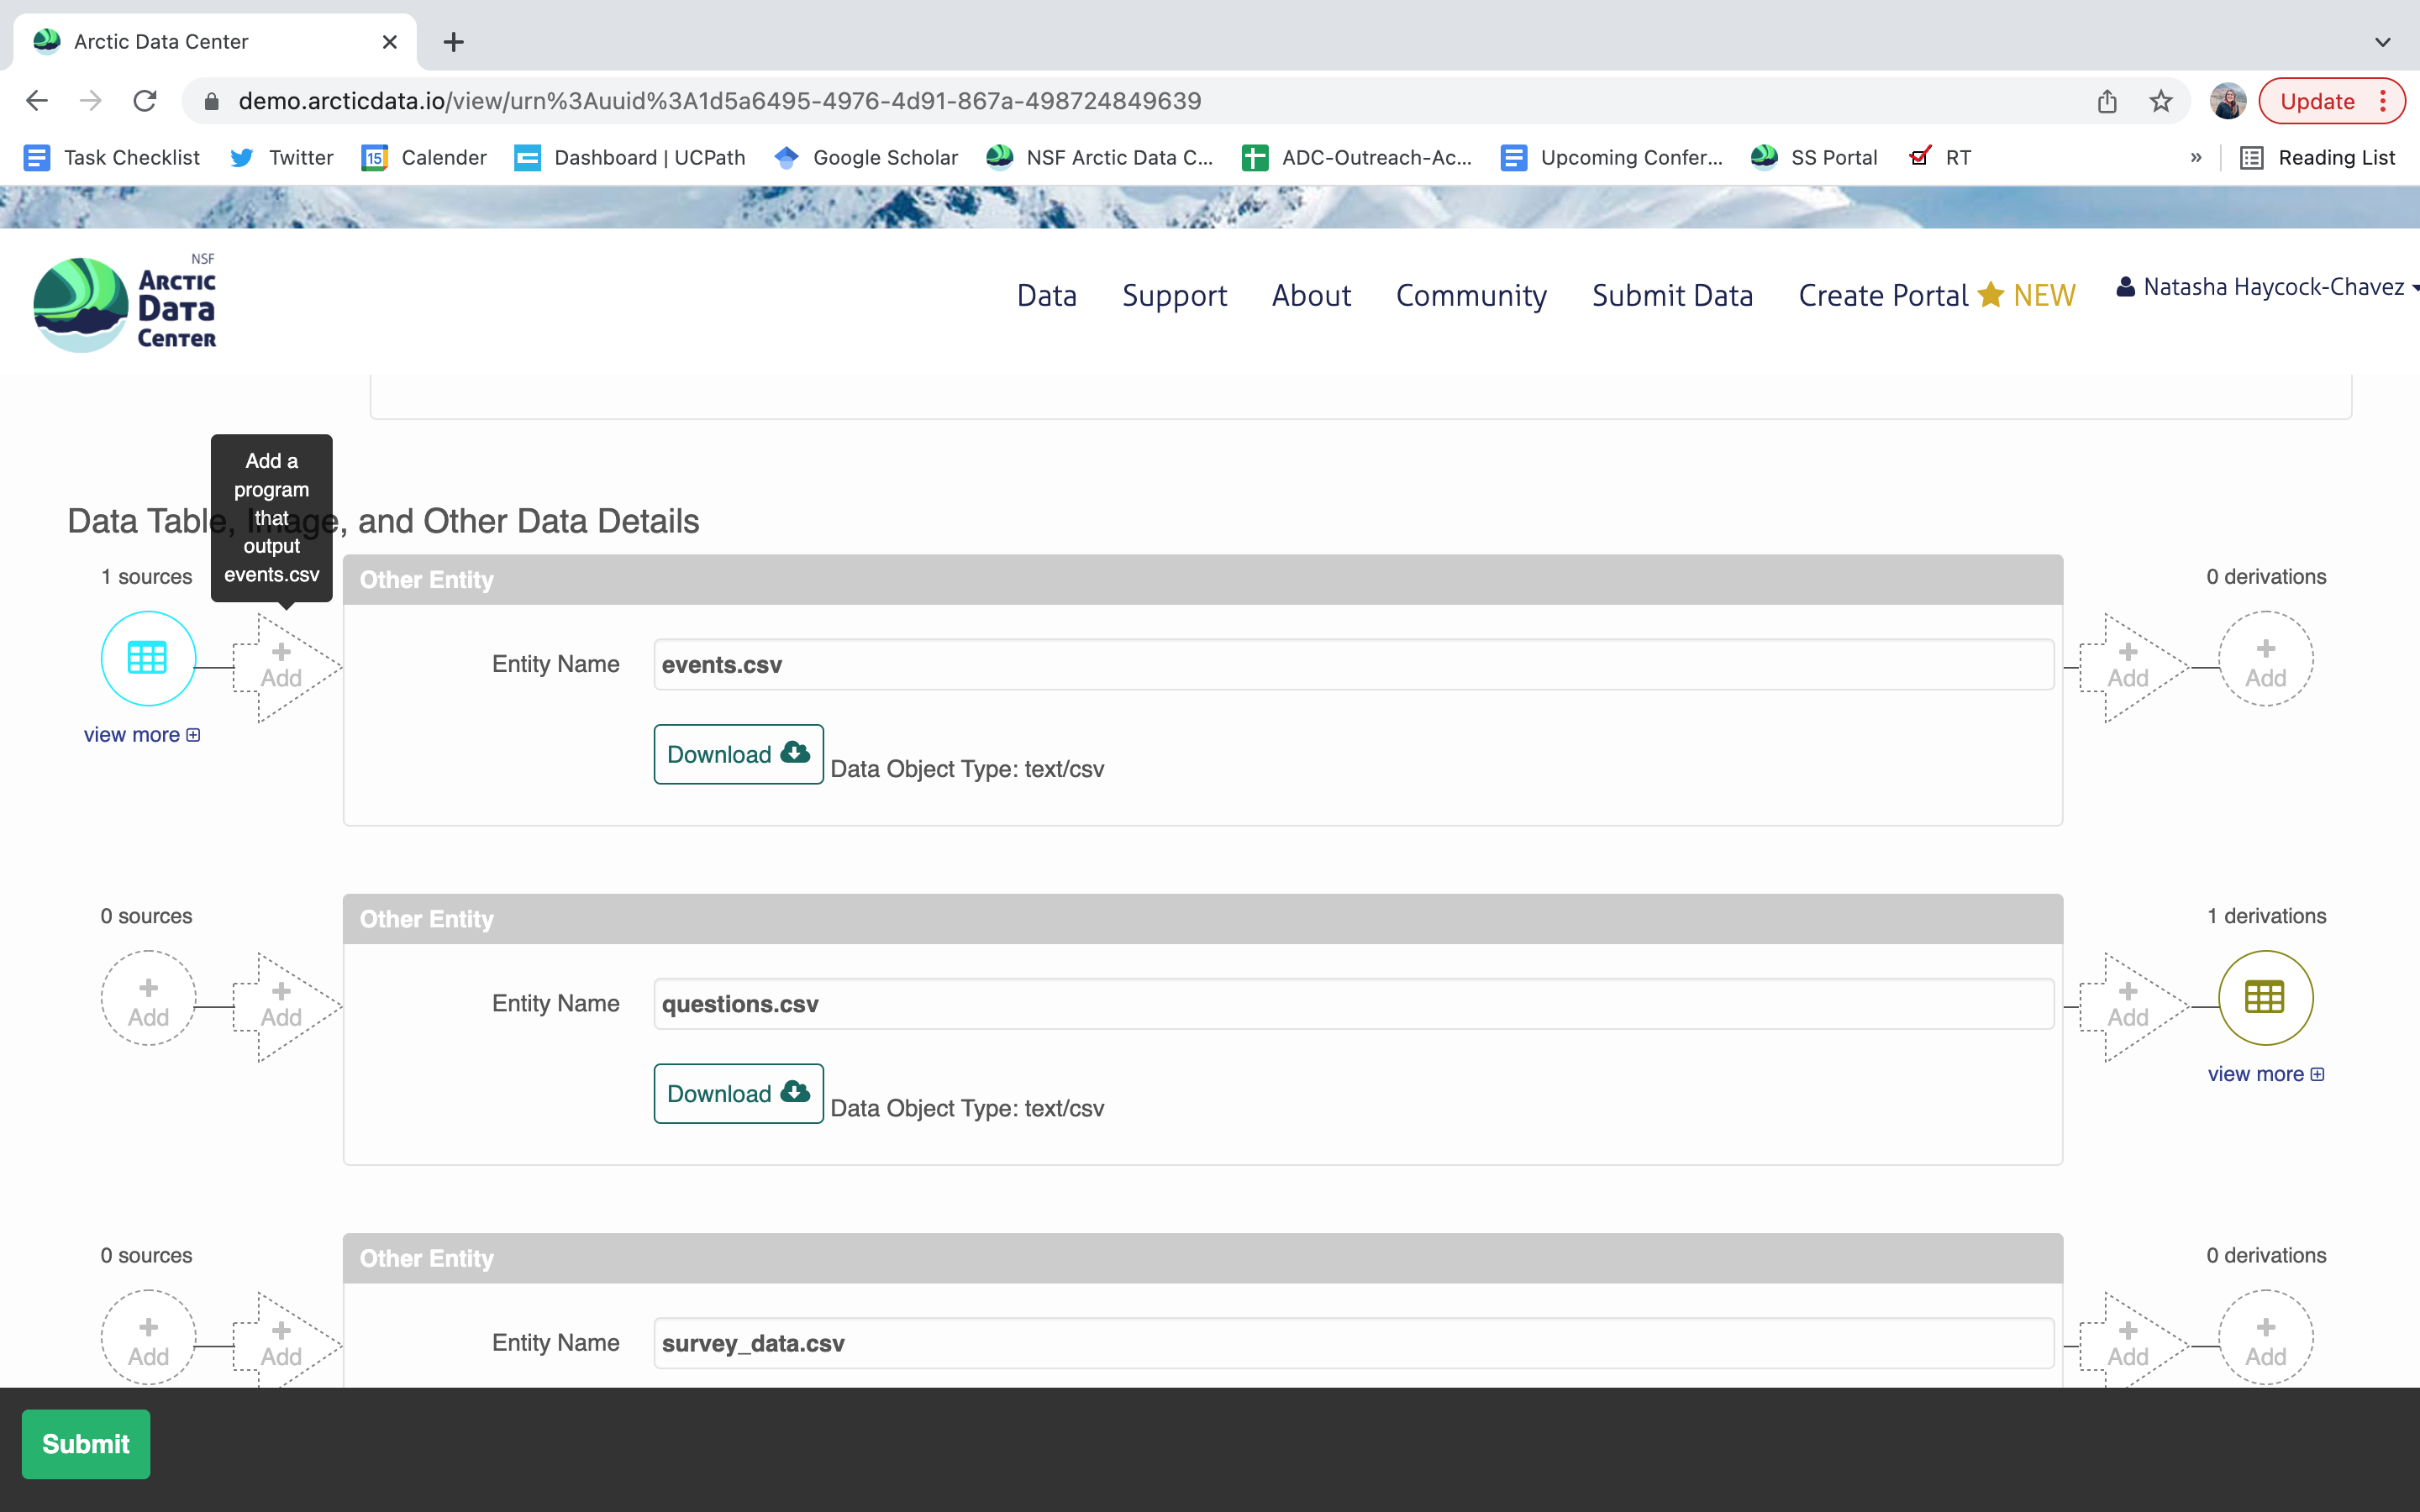 Arctic Data Center
demo.arcticdata.io/view/urn%3Auuid%3A1d5a6495-4976-4d91-867a-498724849639
Update
Task Checklist
Twitter
15
Calender
Dashboard | UCPath
Google Scholar
NSF Arctic Data C...
ADC-Outreach-Ac...
Upcoming Confer...
SS Portal
RT
»
Reading List
NSF
ARCTIC
DATA
CENTER
Data
Support
About
Community
Submit Data
Create Portal NEW
Natasha Haycock-Chavez
Add a
program
that
output
events.csv
Data Table, Image, and Other Data Details
1 sources
Other Entity
0 derivations
Add
Entity Name
events.csv
Add
Add
view more
Download
Data Object Type: text/csv
0 sources
Other Entity
1 derivations
Add
Add
Entity Name
questions.csv
Add
view more
Download
Data Object Type: text/csv
0 sources
Other Entity
0 derivations
Add
Add
Entity Name
survey_data.csv
Add
Add
Submit